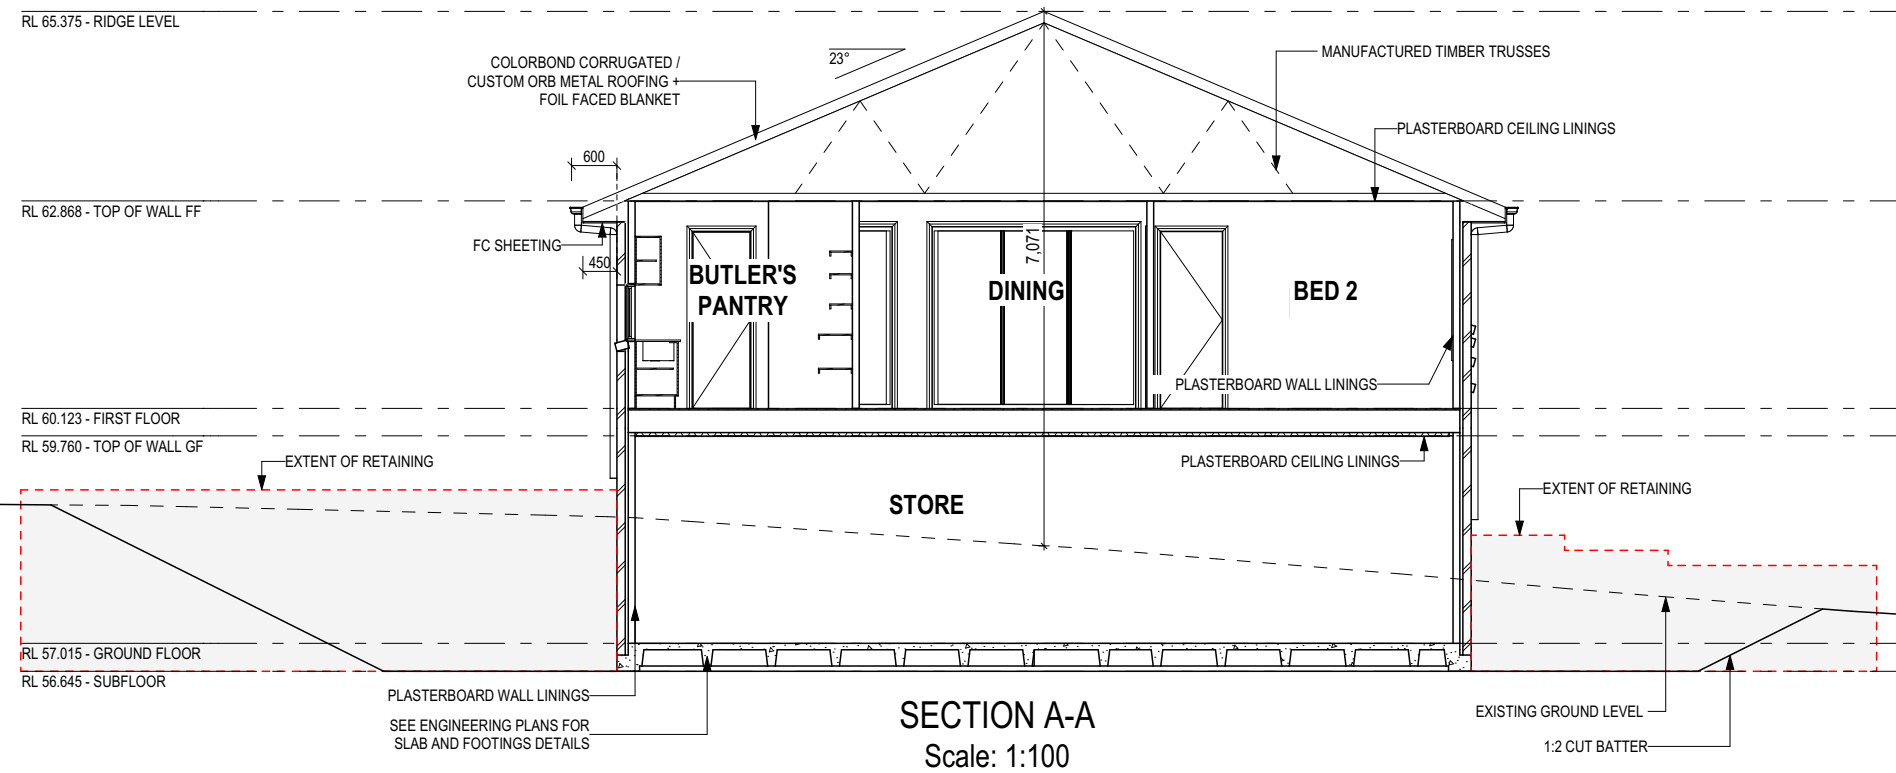 RL 65.375 - RIDGE LEVEL
COLORBOND CORRUGATED /
CUSTOM ORB METAL ROOFING +
FOIL FACED BLANKET
23°
MANUFACTURED TIMBER TRUSSES
PLASTERBOARD CEILING LININGS
600
RL 62.868 - TOP OF WALL FF
FC SHEETING
450
7,071
BUTLER'S
PANTRY
DINING
BED 2
PLASTERBOARD WALL LININGS
RL 60.123 - FIRST FLOOR
RL 59.760 - TOP OF WALL GF
EXTENT OF RETAINING
PLASTERBOARD CEILING LININGS
EXTENT OF RETAINING
STORE
RL 57.015 - GROUND FLOOR
RL 56.645 - SUBFLOOR
PLASTERBOARD WALL LININGS
SEE ENGINEERING PLANS FOR
SLAB AND FOOTINGS DETAILS
SECTION A-A
Scale: 1:100
EXISTING GROUND LEVEL
1:2 CUT BATTER